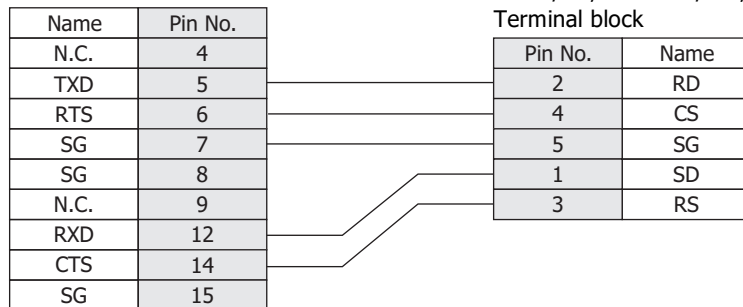 Terminal block
Name Pin No.
N.C. 4
TXD 5
RTS 6
SG 7
SG 8
N.C. 9
RXD 12
CTS 14
SG 15
Pin No. Name
2 RD
4 CS
5 SG
1 SD
3 RS